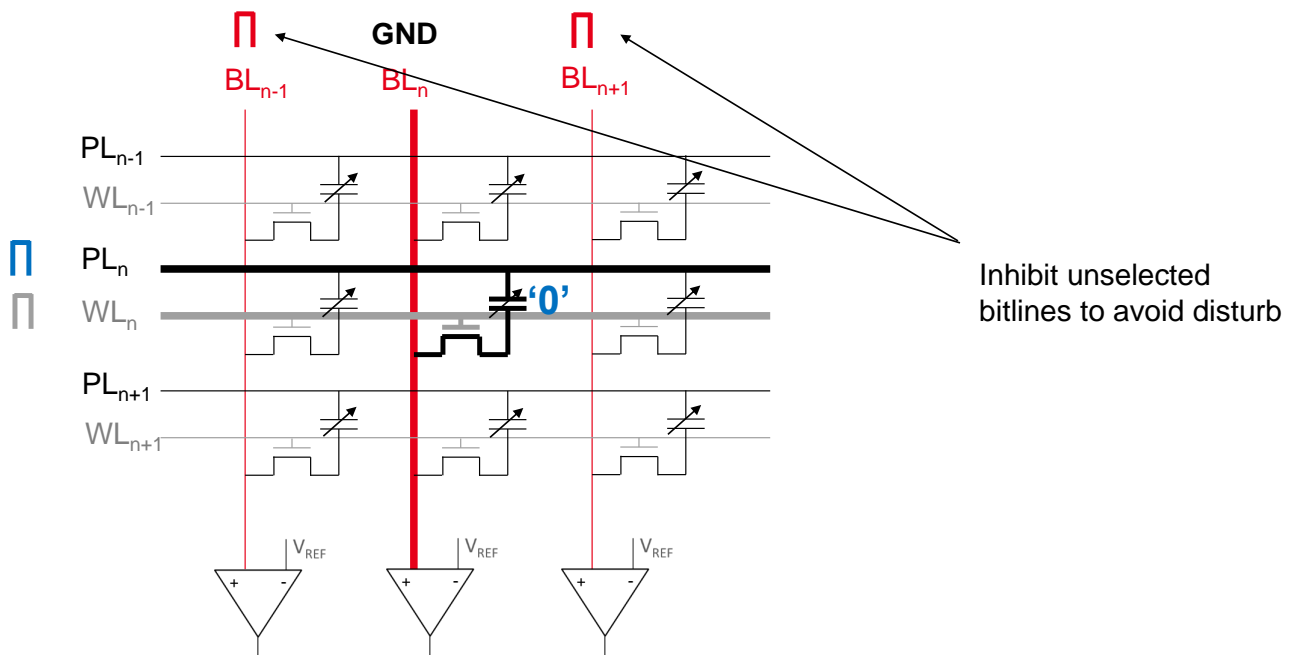 GND
BLn-1
BLn
BLn+1
PLn-1
WLn-1
PLn
WLn
‘0’
Inhibit unselected
bitlines to avoid disturb
PLn+1
WLn+1
VREF
VREF
VREF
+ -
+ -
+ -